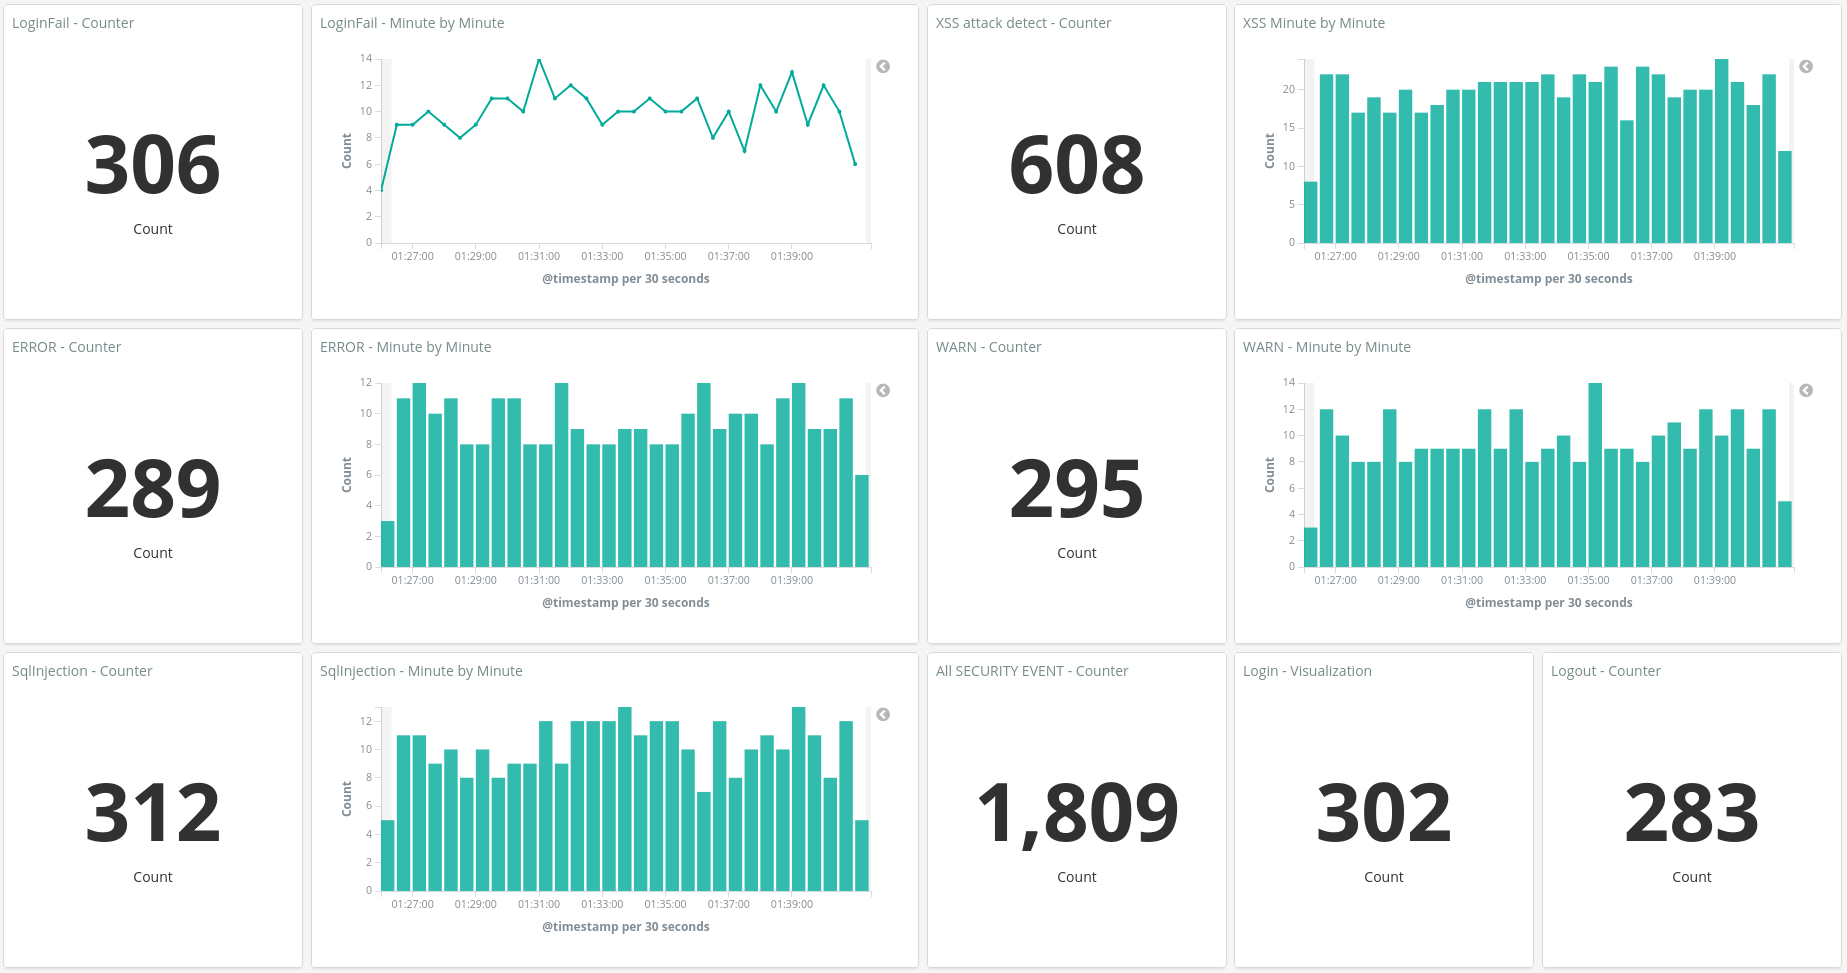 LoginFail - Counter
306
Count
LoginFail - Minute by Minute
14
12
10
8
6
4
2
0
Count
01:27:00 01:29:00 01:31:00 01:33:00 01:35:00 01:37:00 01:39:00
@timestamp per 30 seconds
XSS attack detect - Counter
608
Count
XSS Minute by Minute
20
15
10
5
0
Count
01:27:00 01:29:00 01:31:00 01:33:00 01:35:00 01:37:00 01:39:00
@timestamp per 30 seconds
ERROR - Counter
289
Count
ERROR - Minute by Minute
12
10
8
6
4
2
0
Count
01:27:00 01:29:00 01:31:00 01:33:00 01:35:00 01:37:00 01:39:00
@timestamp per 30 seconds
WARN - Counter
295
Count
WARN - Minute by Minute
14
12
10
8
6
4
2
0
Count
01:27:00 01:29:00 01:31:00 01:33:00 01:35:00 01:37:00 01:39:00
@timestamp per 30 seconds
SqlInjection - Counter
312
Count
SqlInjection - Minute by Minute
12
10
8
6
4
2
0
Count
01:27:00 01:29:00 01:31:00 01:33:00 01:35:00 01:37:00 01:39:00
@timestamp per 30 seconds
All SECURITY EVENT - Counter
1,809
Count
Login - Visualization
302
Count
Logout - Counter
283
Count